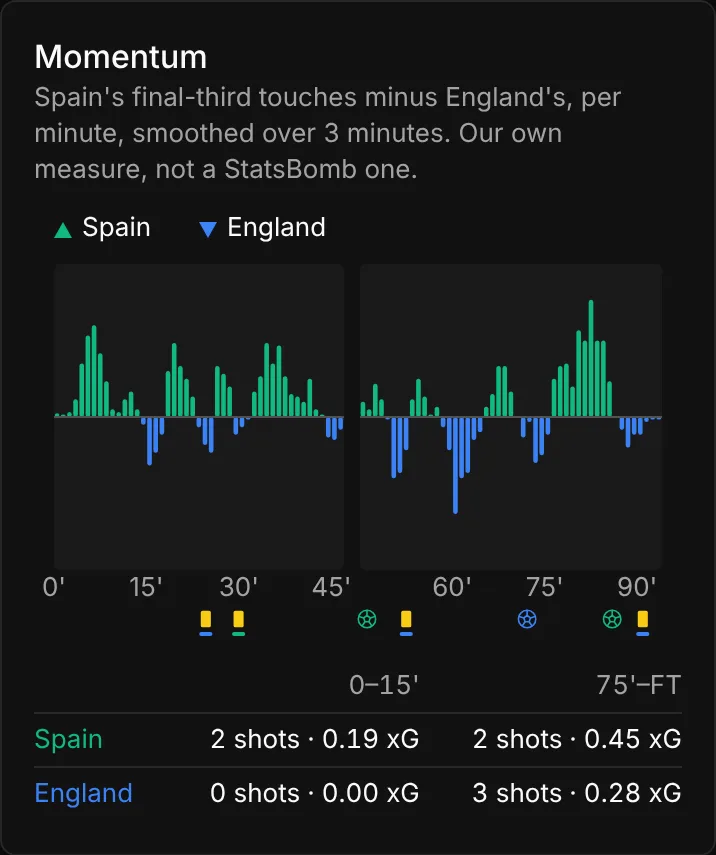 Momentum
Spain's final-third touches minus England's, per
minute, smoothed over 3 minutes. Our own
measure, not a StatsBomb one.
Spain England
0' 15' 30' 45' 60' 75' 90'
0–15' 75'–FT
Spain 2 shots · 0.19 xG 2 shots · 0.45 xG
England 0 shots · 0.00 xG 3 shots · 0.28 xG